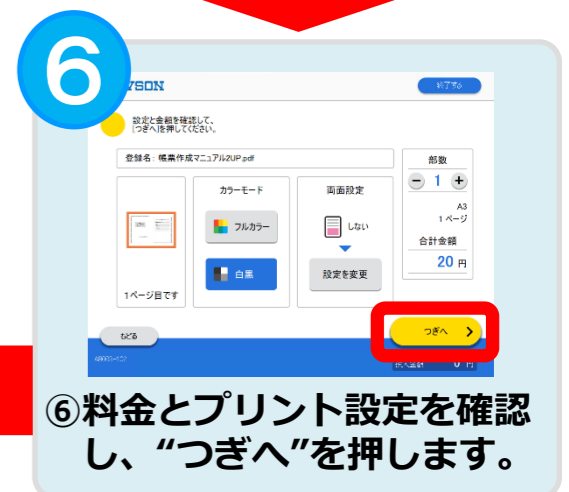 6
終了する
設定と金額を確認して、
[つぎへ]を押してください。
登録名: 帳票作成マニュアル2UP.pdf
1ページ目です
カラーモード
フルカラー
白黒
両面設定
しない
設定を変更
部数
− 1 +
A3
1 ページ
合計金額
20 円
もどる
つぎへ
0 円
⑥料金とプリント設定を確認
し、“つぎへ”を押します。